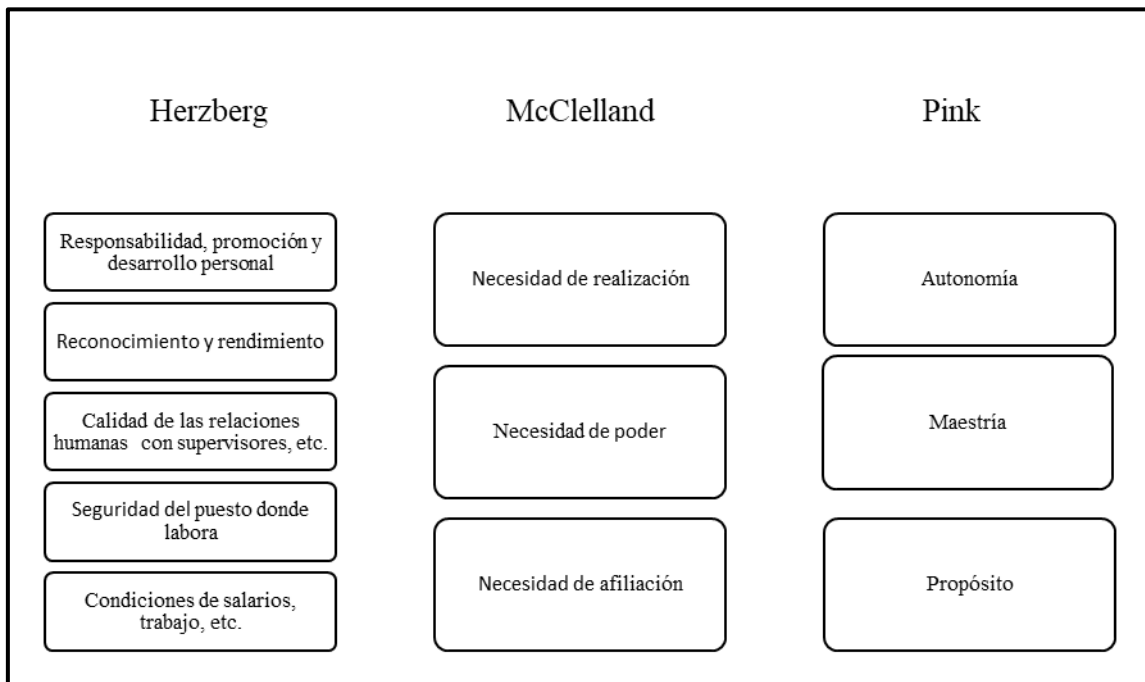 Herzberg
McClelland
Pink
Responsabilidad, promoción y
desarrollo personal
Reconocimiento y rendimiento
Calidad de las relaciones
humanas con supervisores, etc.
Seguridad del puesto donde
labora
Condiciones de salarios,
trabajo, etc.
Necesidad de realización
Necesidad de poder
Necesidad de afiliación
Autonomía
Maestría
Propósito